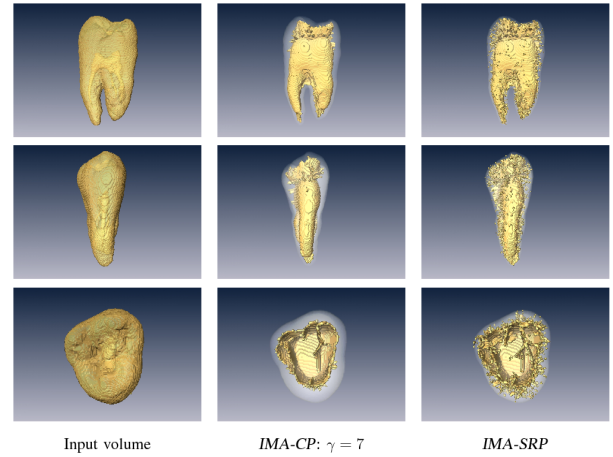 Input volume
IMA-CP: γ = 7
IMA-SRP